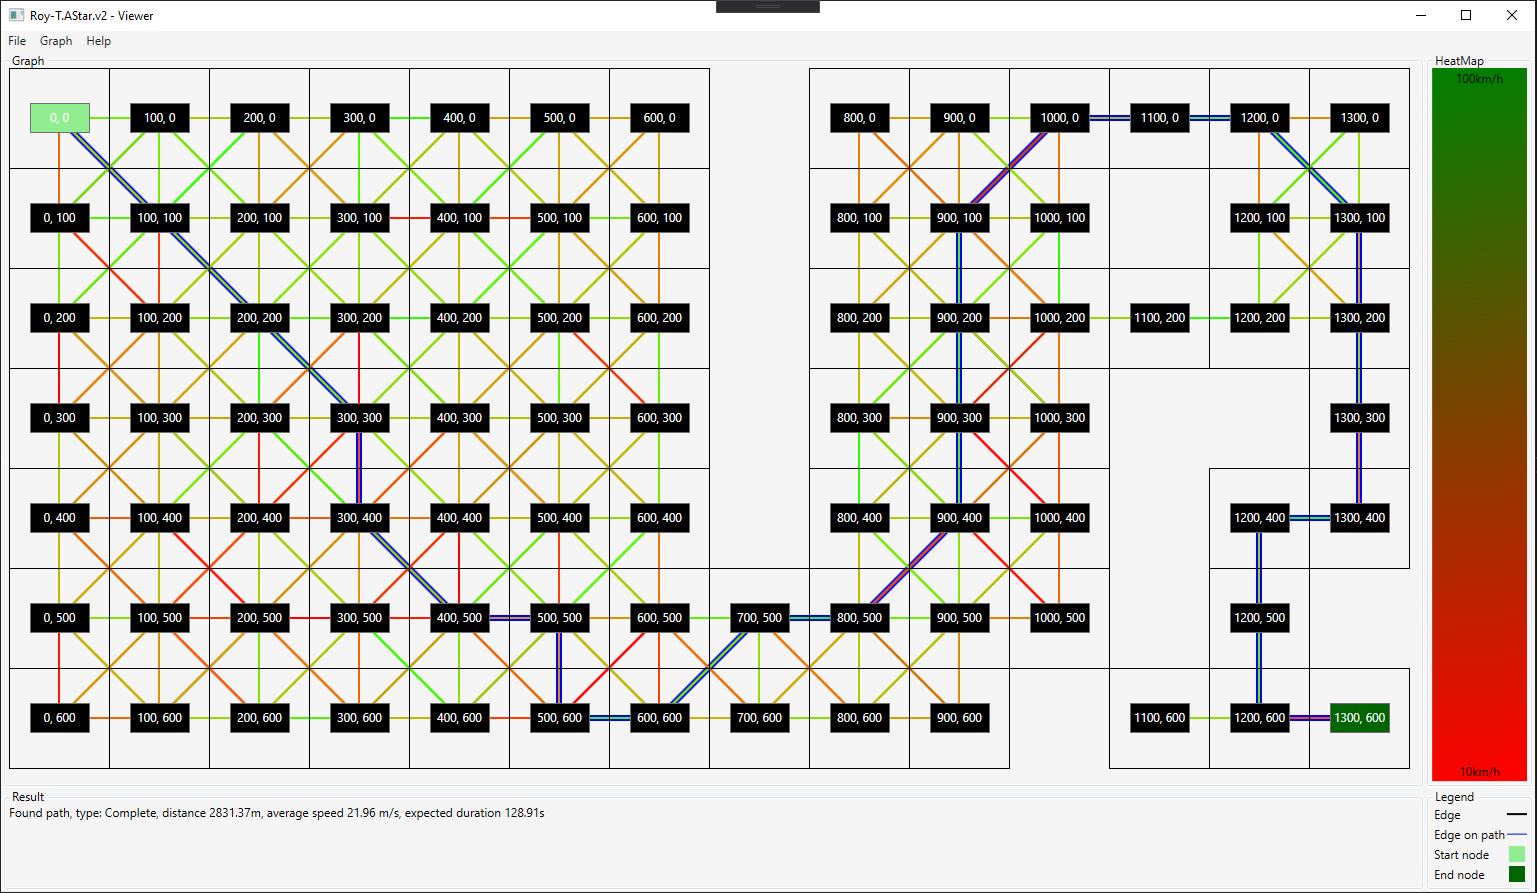 Roy-T.AStar.v2 - Viewer
File Graph Help
Graph HeatMap
100km/h
0, 0 100, 0 200, 0 300, 0 400, 0 500, 0 600, 0 800, 0 900, 0 1000, 0 1100, 0 1200, 0 1300, 0
0, 100 100, 100 200, 100 300, 100 400, 100 500, 100 600, 100 800, 100 900, 100 1000, 100 1200, 100 1300, 100
0, 200 100, 200 200, 200 300, 200 400, 200 500, 200 600, 200 800, 200 900, 200 1000, 200 1100, 200 1200, 200 1300, 200
0, 300 100, 300 200, 300 300, 300 400, 300 500, 300 600, 300 800, 300 900, 300 1000, 300 1300, 300
0, 400 100, 400 200, 400 300, 400 400, 400 500, 400 600, 400 800, 400 900, 400 1000, 400 1200, 400 1300, 400
0, 500 100, 500 200, 500 300, 500 400, 500 500, 500 600, 500 700, 500 800, 500 900, 500 1000, 500 1200, 500
0, 600 100, 600 200, 600 300, 600 400, 600 500, 600 600, 600 700, 600 800, 600 900, 600 1100, 600 1200, 600 1300, 600
10km/h
Result
Found path, type: Complete, distance 2831.37m, average speed 21.96 m/s, expected duration 128.91s
Legend
Edge
Edge on path
Start node
End node